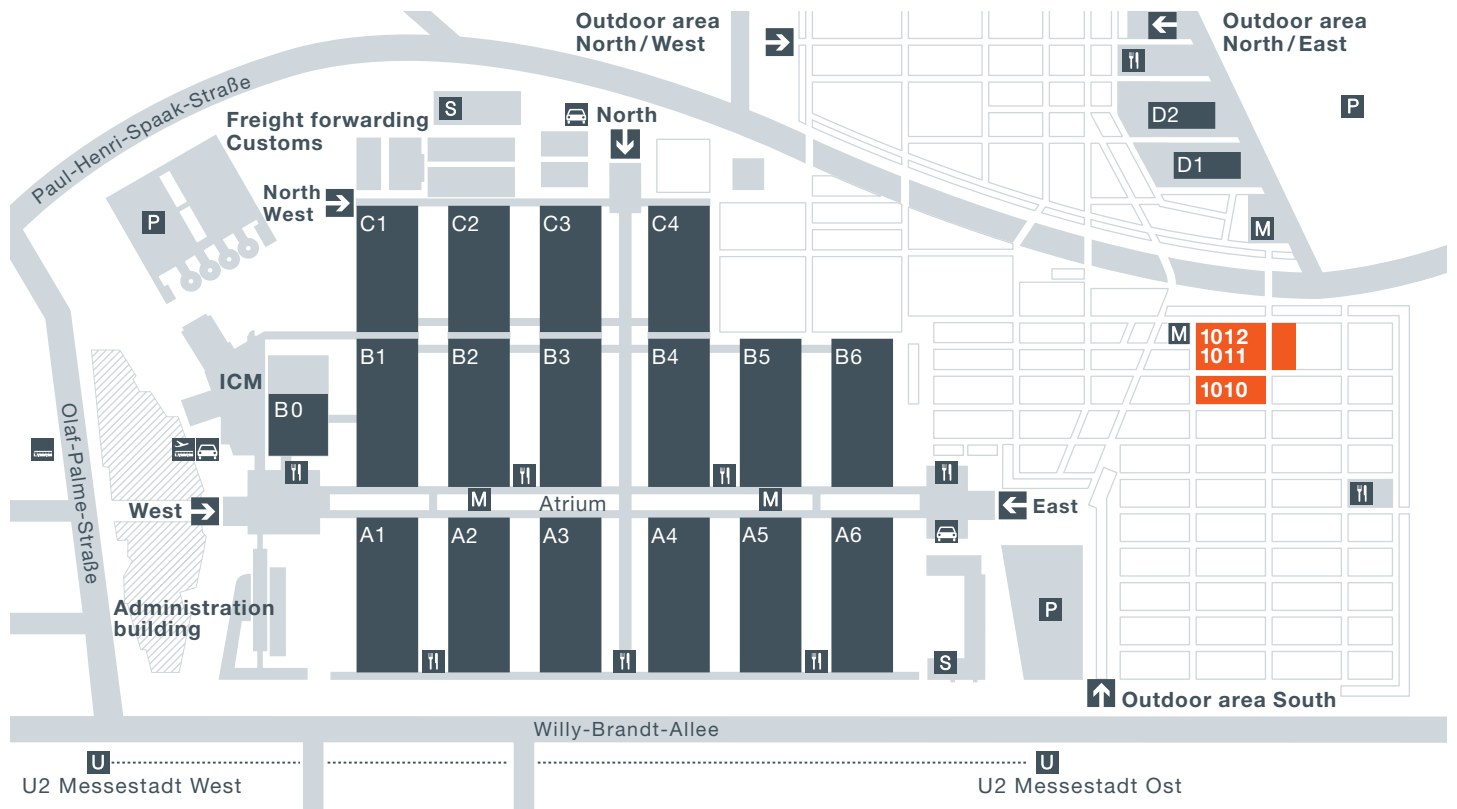 Outdoor area
North/West
Outdoor area
North/East
Paul-Henri-Spaak-Straße
Freight forwarding
Customs
S
North
P
D2
D1
North
West
P
M
C1
C2
C3
C4
M
1012
1011
1010
ICM
B0
B1
B2
B3
B4
B5
B6
Olaf-Palme-Straße
West
M
Atrium
M
East
A1
A2
A3
A4
A5
A6
Administration
building
P
S
Outdoor area South
Willy-Brandt-Allee
U
U
U2 Messestadt West
U2 Messestadt Ost